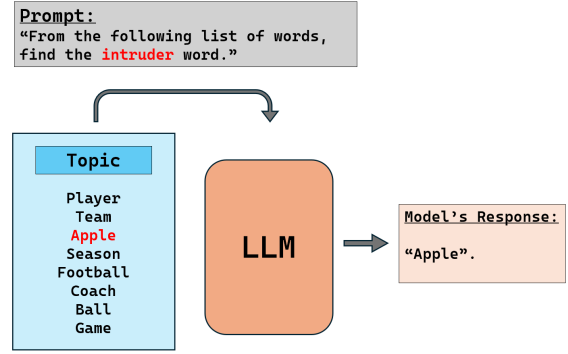 Prompt:
“From the following list of words,
find the intruder word.”
Topic
Player
Team
Apple
Season
Football
Coach
Ball
Game
LLM
Model’s Response:
“Apple”.